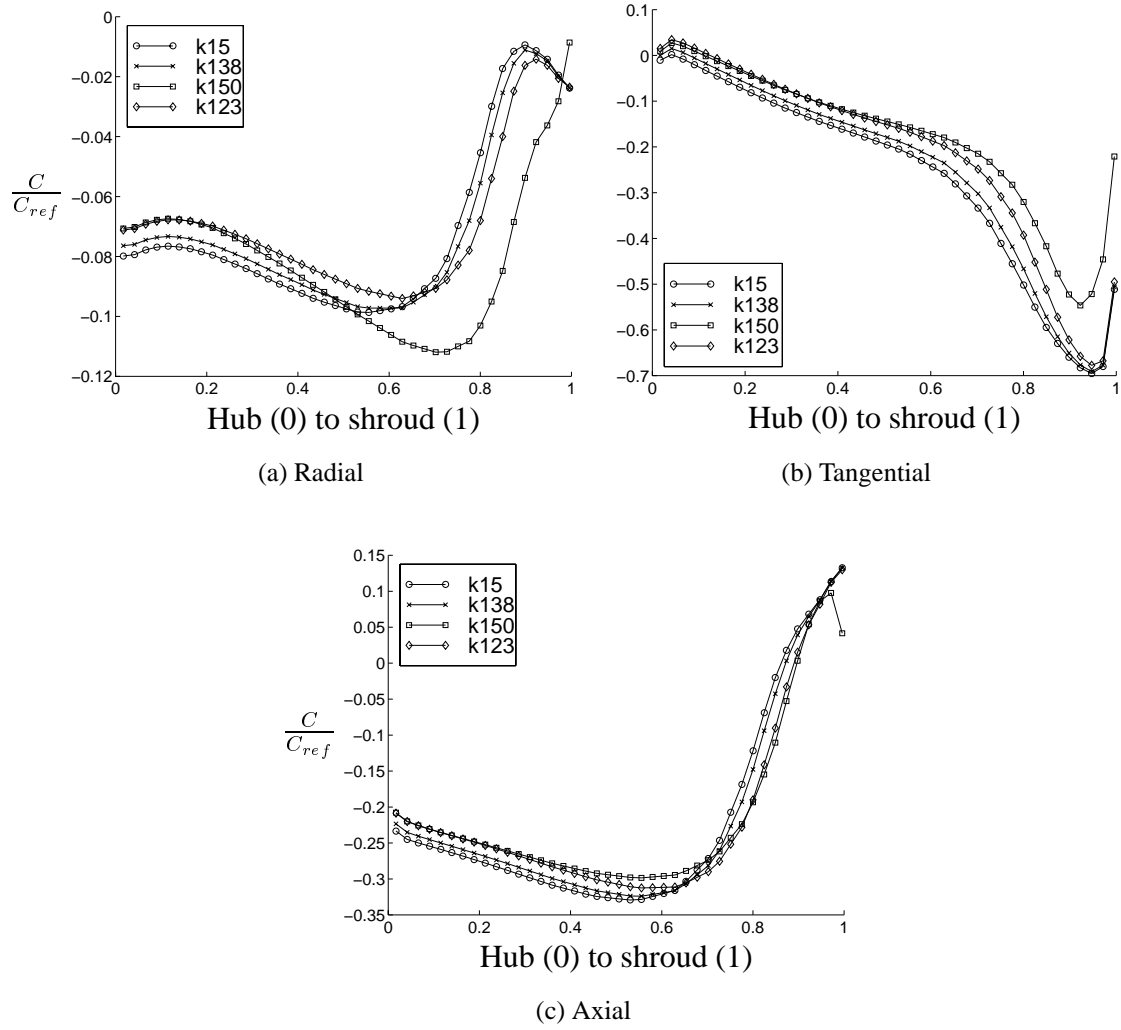 0
−0.02
−0.04
−0.06
−0.08
−0.1
−0.12
0 0.2 0.4 0.6 0.8 1
k15
k138
k150
k123
C
C_ref
Hub (0) to shroud (1)
(a) Radial
0.1
0
−0.1
−0.2
−0.3
−0.4
−0.5
−0.6
−0.7
0 0.2 0.4 0.6 0.8 1
k15
k138
k150
k123
Hub (0) to shroud (1)
(b) Tangential
0.15
0.1
0.05
0
−0.05
−0.1
−0.15
−0.2
−0.25
−0.3
−0.35
0 0.2 0.4 0.6 0.8 1
k15
k138
k150
k123
C
C_ref
Hub (0) to shroud (1)
(c) Axial